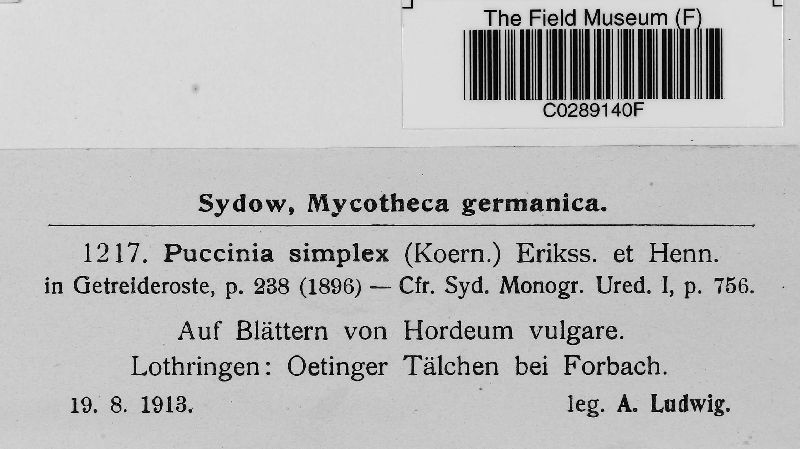 The Field Museum (F)
C0289140F
Sydow, Mycotheca germanica.
1217. Puccinia simplex (Koern.) Erikss. et Henn.
in Getreideroste, p. 238 (1896) — Cfr. Syd. Monogr. Ured. I, p. 756.
Auf Blättern von Hordeum vulgare.
Lothringen: Oetinger Tälchen bei Forbach.
19. 8. 1913. leg. A. Ludwig.